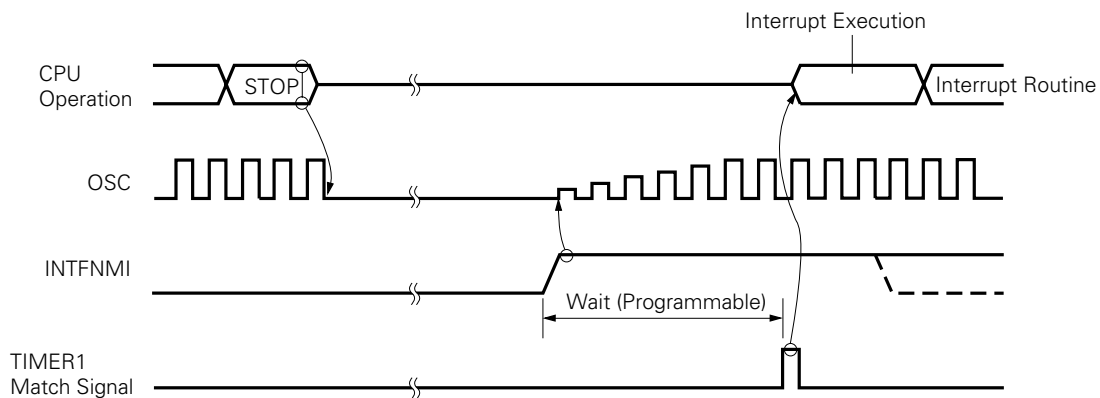 Interrupt Execution
CPU
Operation
STOP
Interrupt Routine
OSC
INTFNMI
Wait (Programmable)
TIMER1
Match Signal